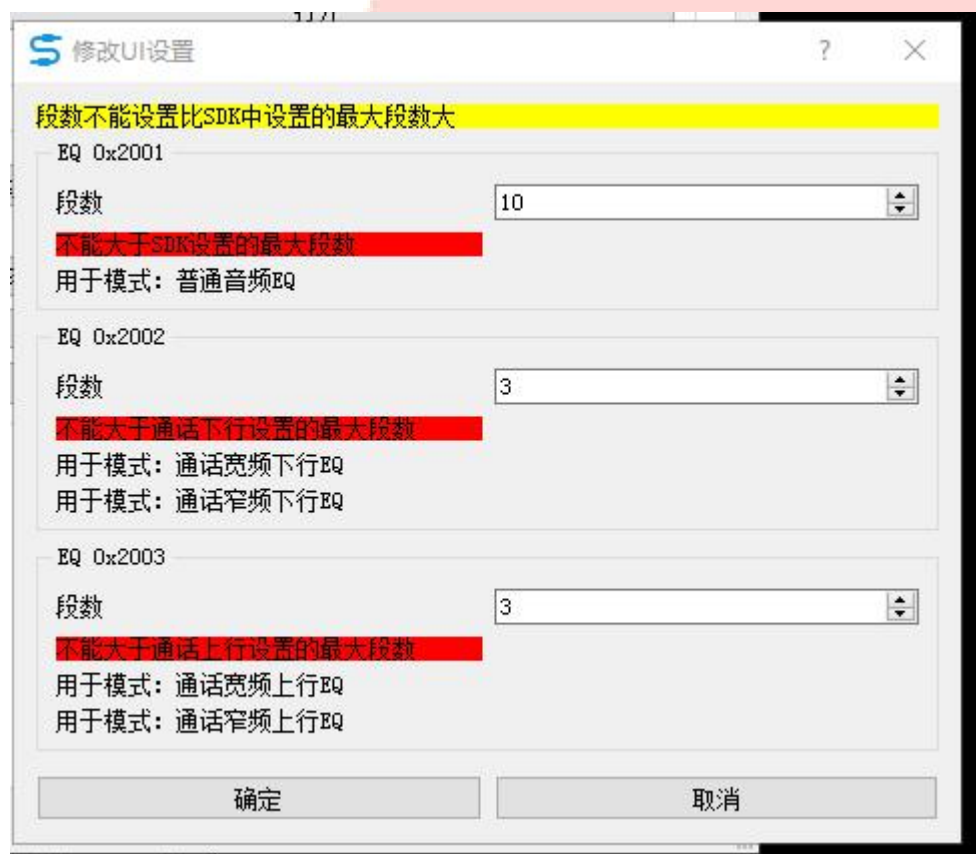 修改UI设置
段数不能设置比SDK中设置的最大段数大
EQ 0x2001
段数
10
不能大于SDK设置的最大段数
用于模式: 普通音频EQ
EQ 0x2002
段数
3
不能大于通话下行设置的最大段数
用于模式: 通话宽频下行EQ
用于模式: 通话窄频下行EQ
EQ 0x2003
段数
3
不能大于通话上行设置的最大段数
用于模式: 通话宽频上行EQ
用于模式: 通话窄频上行EQ
确定 取消